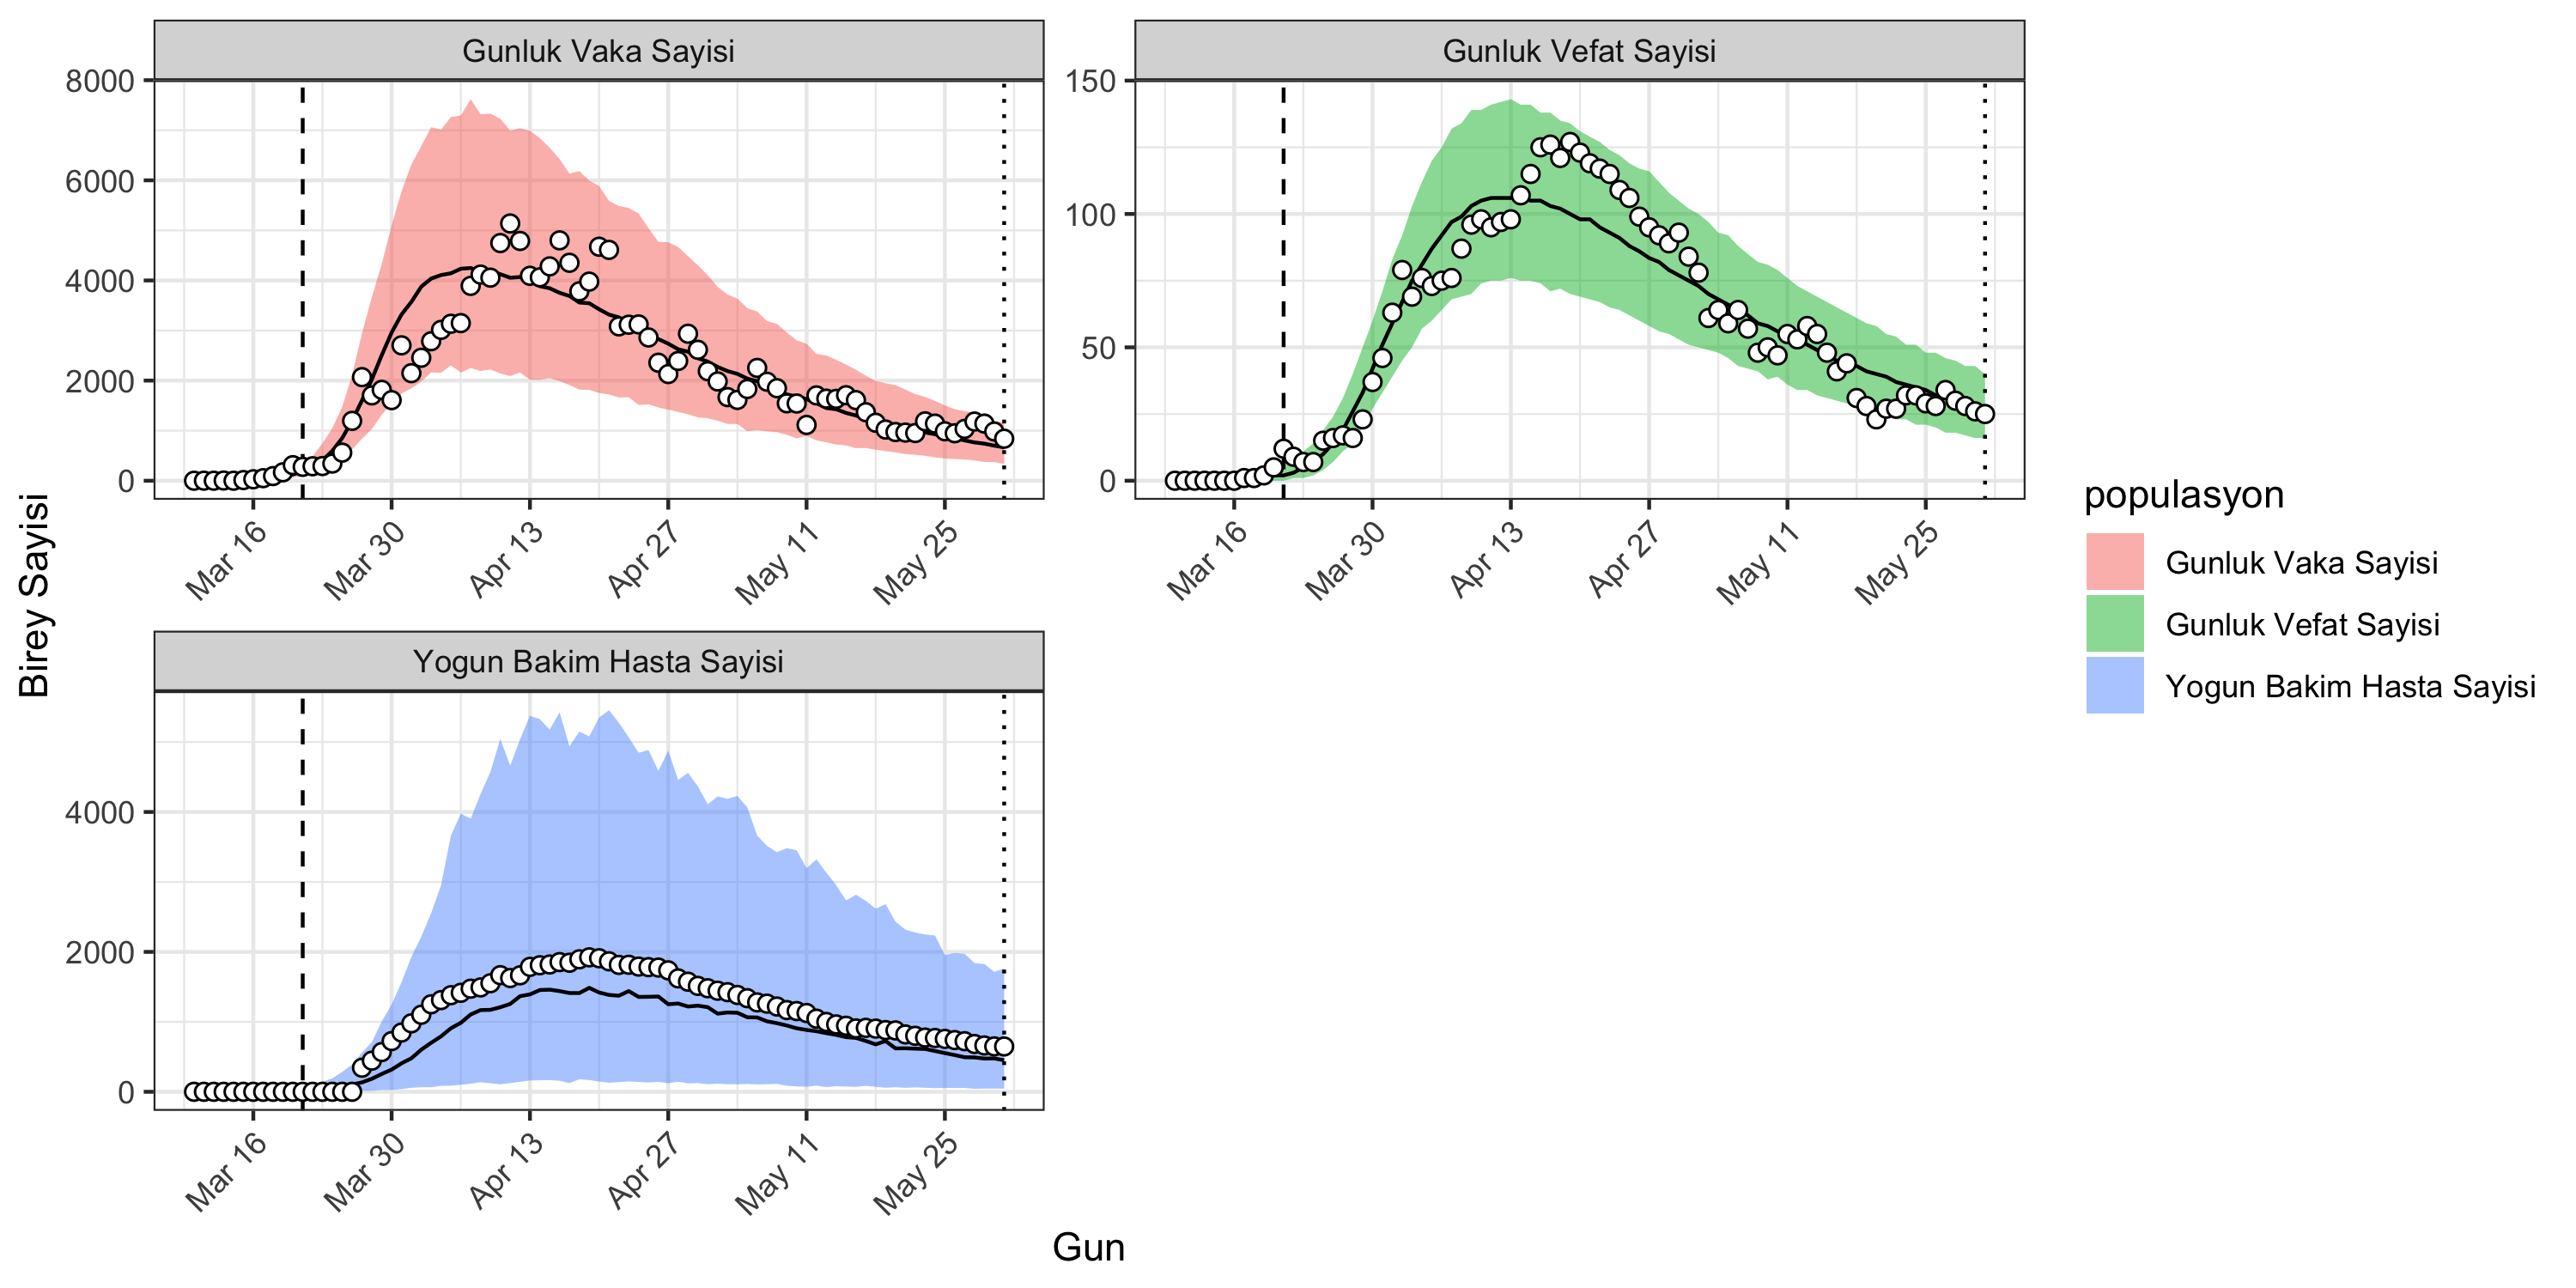 Gunluk Vaka Sayisi
8000
6000
4000
2000
0
Mar 16
Mar 30
Apr 13
Apr 27
May 11
May 25
Gunluk Vefat Sayisi
150
100
50
0
Mar 16
Mar 30
Apr 13
Apr 27
May 11
May 25
Yogun Bakim Hasta Sayisi
4000
2000
0
Mar 16
Mar 30
Apr 13
Apr 27
May 11
May 25
Birey Sayisi
Gun
populasyon
Gunluk Vaka Sayisi
Gunluk Vefat Sayisi
Yogun Bakim Hasta Sayisi